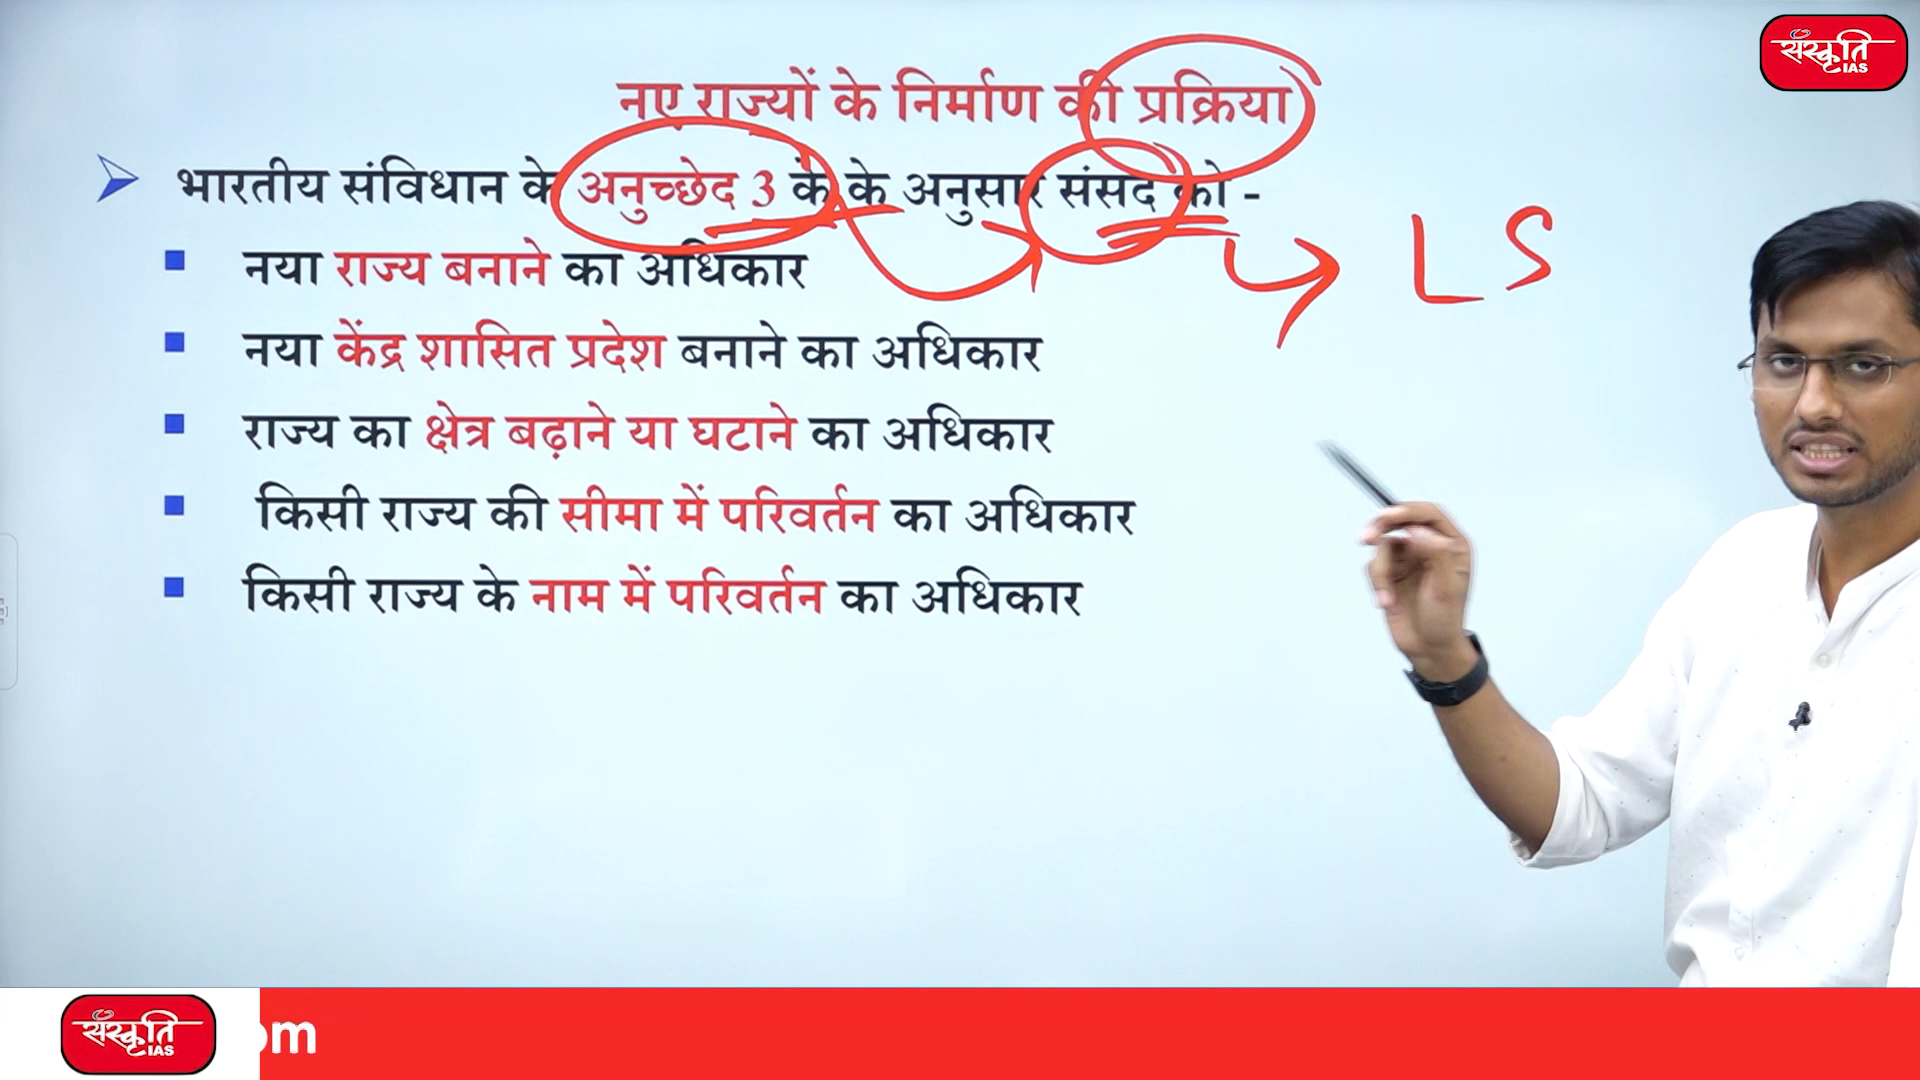 संस्कृति
IAS
नए राज्यों के निर्माण की प्रक्रिया
भारतीय संविधान के अनुच्छेद 3 के के अनुसार संसद को -
LS
नया राज्य बनाने का अधिकार
नया केंद्र शासित प्रदेश बनाने का अधिकार
राज्य का क्षेत्र बढ़ाने या घटाने का अधिकार
किसी राज्य की सीमा में परिवर्तन का अधिकार
किसी राज्य के नाम में परिवर्तन का अधिकार
संस्कृति
IAS
om